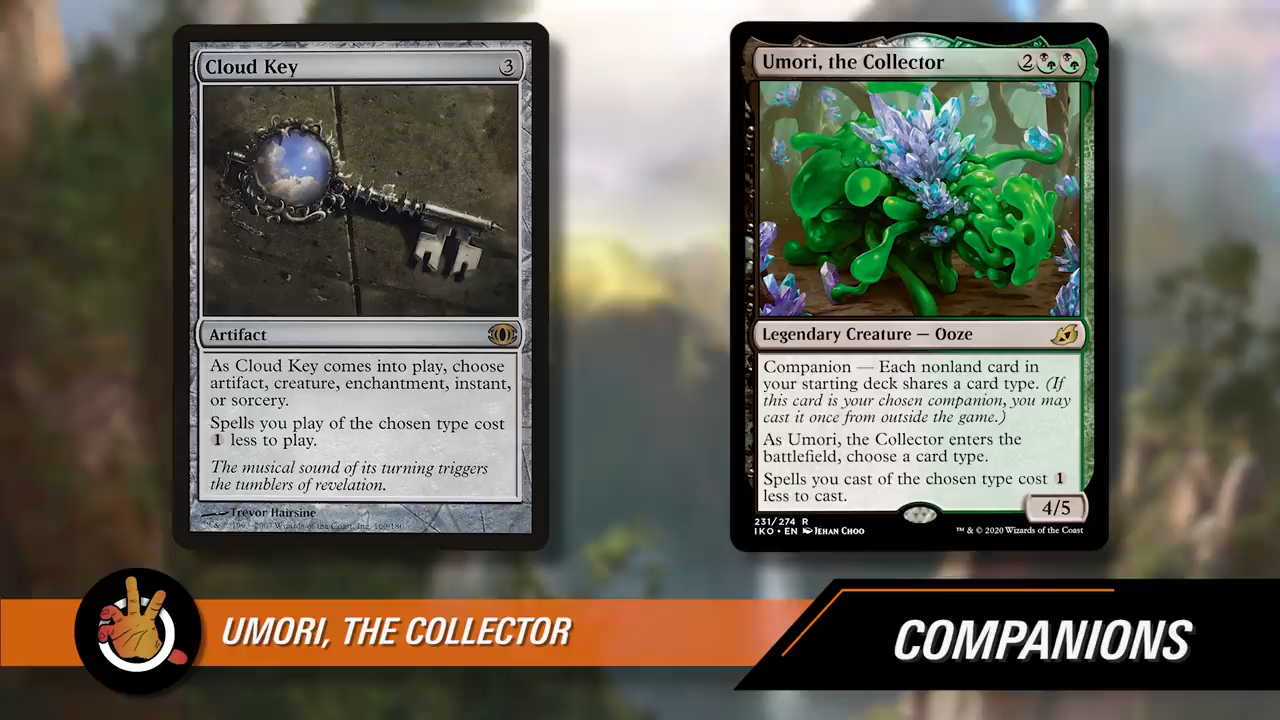 Cloud Key
3
Artifact
As Cloud Key comes into play, choose
artifact, creature, enchantment, instant,
or sorcery.
Spells you play of the chosen type cost
1 less to play.
The musical sound of its turning triggers
the tumblers of revelation.
Trevor Hairsine
Umori, the Collector
2
Legendary Creature — Ooze
Companion — Each nonland card in
your starting deck shares a card type. (If
this card is your chosen companion, you may
cast it once from outside the game.)
As Umori, the Collector enters the
battlefield, choose a card type.
Spells you cast of the chosen type cost 1
less to cast.
4/5
231/274 R
IKO • EN Jehan Choo
™ & © 2020 Wizards of the Coast
UMORI, THE COLLECTOR
COMPANIONS